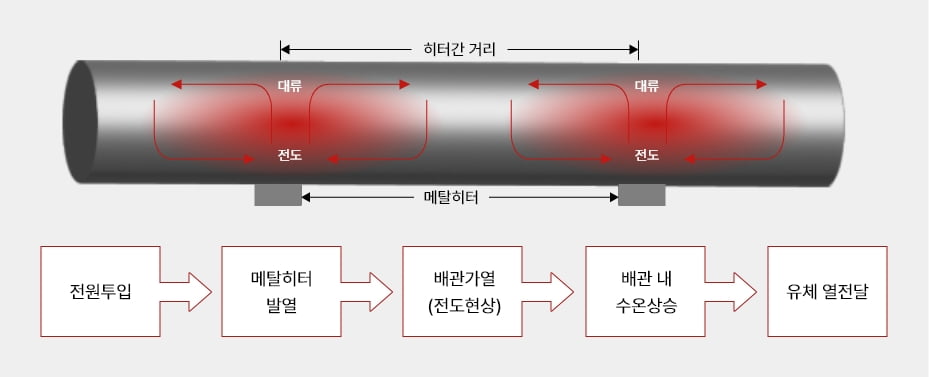 히터간 거리
대류
대류
전도
전도
메탈히터
전원투입
메탈히터
발열
배관가열
(전도현상)
배관 내
수온상승
유체 열전달